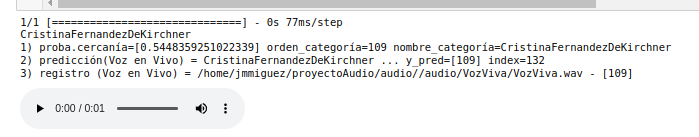 1/1 [==============================] - 0s 77ms/step
CristinaFernandezDeKirchner
1) proba.cercanía=[0.5448359251022339] orden_categoría=109 nombre_categoría=CristinaFernandezDeKirchner
2) predicción(Voz en Vivo) = CristinaFernandezDeKirchner ... y_pred=[109] index=132
3) registro (Voz en Vivo) = /home/jmmiguez/proyectoAudio/audio//audio/VozViva/VozViva.wav - [109]
0:00 / 0:01